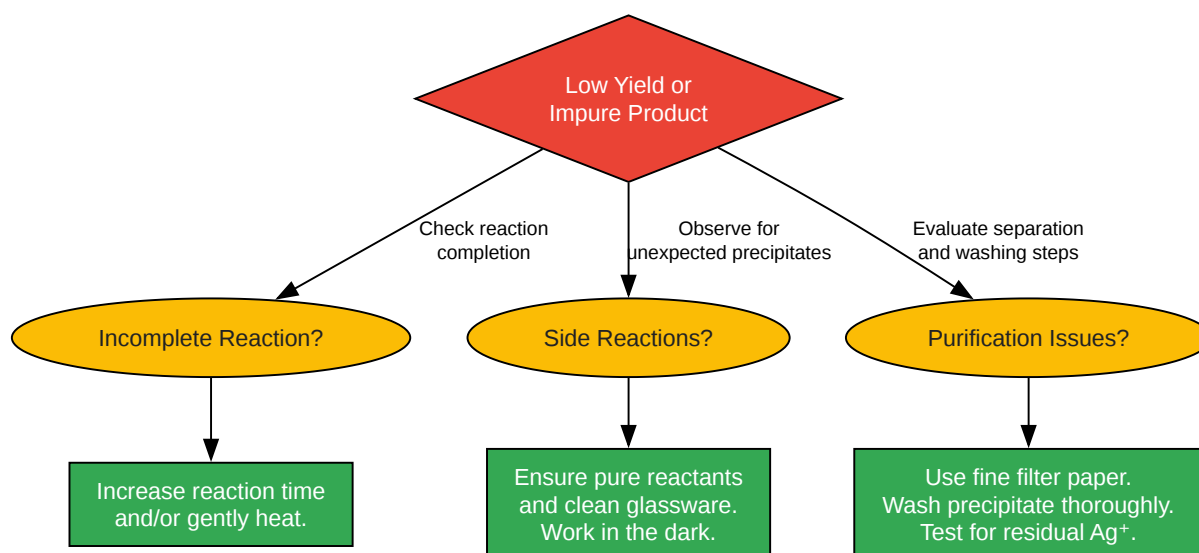 Low Yield or
Impure Product
Check reaction
completion
Observe for
unexpected precipitates
Evaluate separation
and washing steps
Incomplete Reaction?
Side Reactions?
Purification Issues?
Increase reaction time
and/or gently heat.
Ensure pure reactants
and clean glassware.
Work in the dark.
Use fine filter paper.
Wash precipitate thoroughly.
Test for residual Ag⁺.